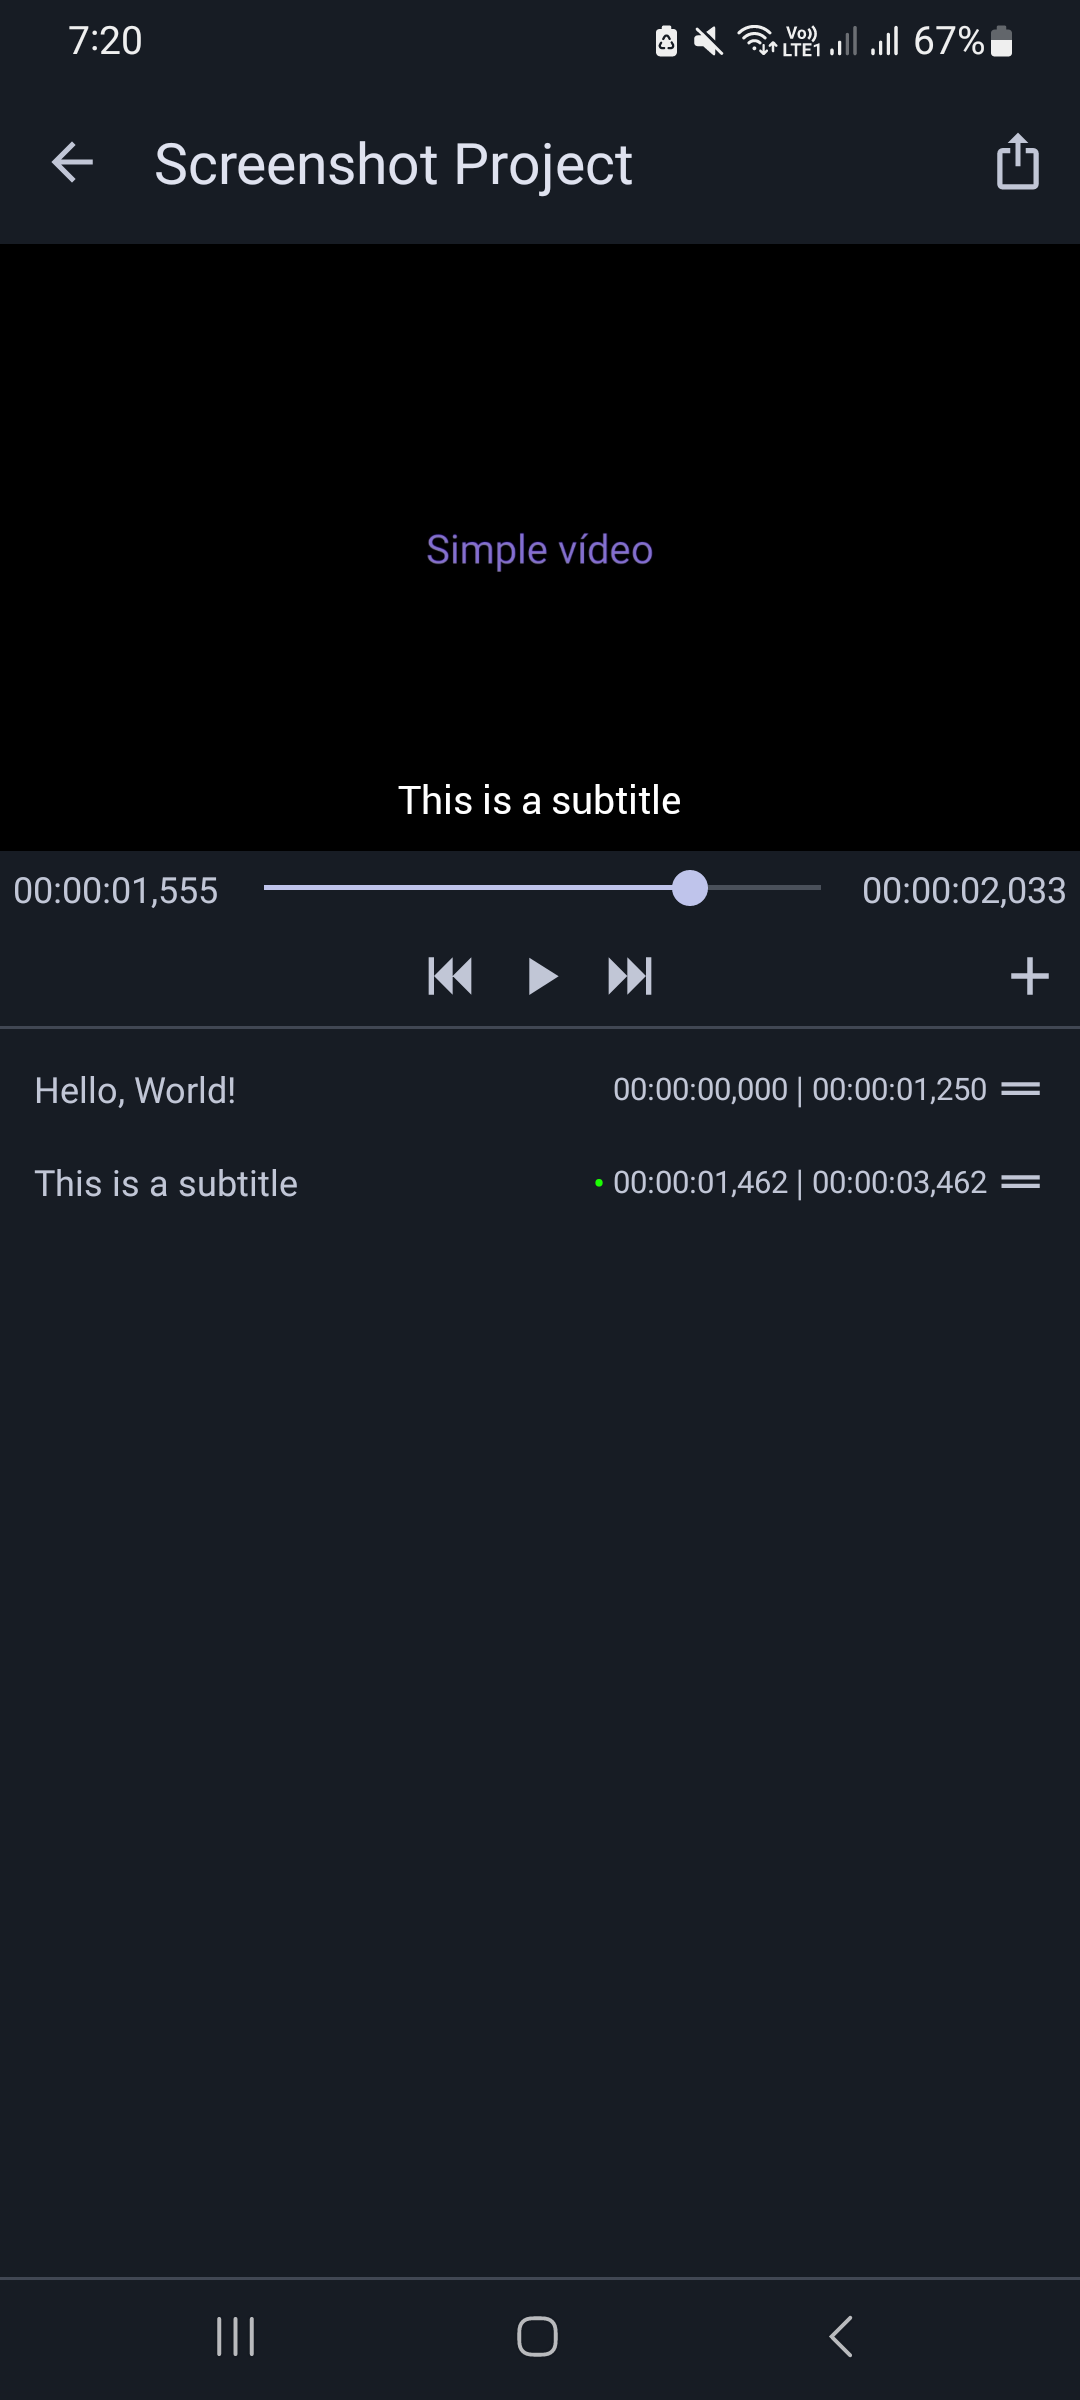 7:20 Vo)) LTE1 67%
Screenshot Project
Simple vídeo
This is a subtitle
00:00:01,555 00:00:02,033
Hello, World! 00:00:00,000 | 00:00:01,250
This is a subtitle 00:00:01,462 | 00:00:03,462